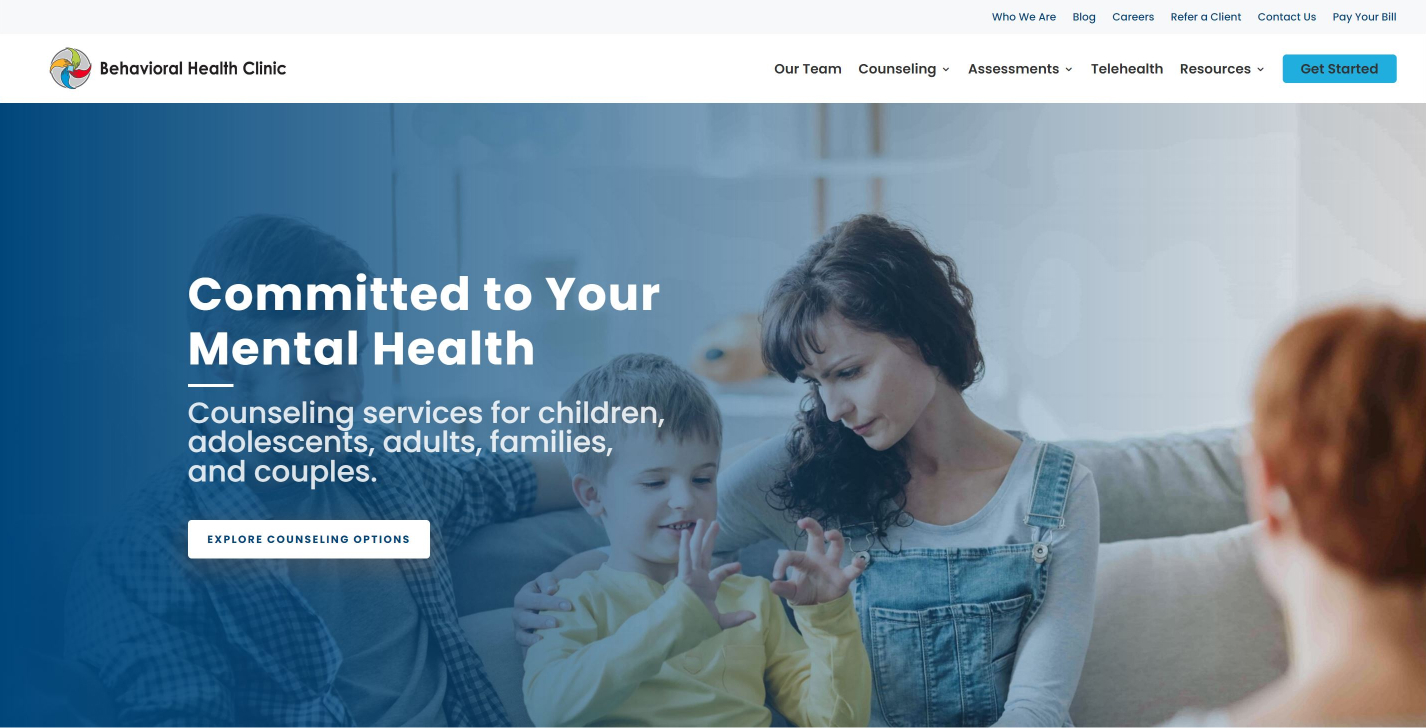 Who We Are Blog Careers Refer a Client Contact Us Pay Your Bill
Behavioral Health Clinic
Our Team Counseling Assessments Telehealth Resources Get Started
Committed to Your
Mental Health
Counseling services for children,
adolescents, adults, families,
and couples.
EXPLORE COUNSELING OPTIONS